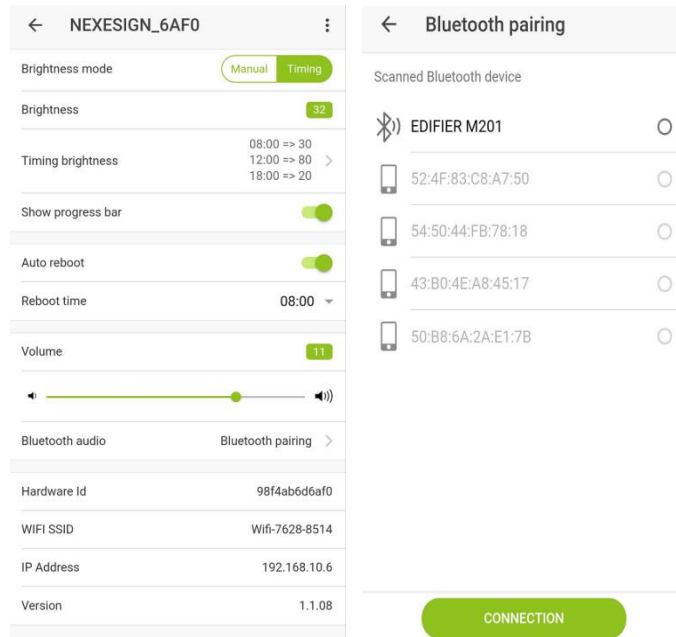 NEXESIGN_6AF0
Brightness mode Manual Timing
Brightness 32
08:00 => 30
Timing brightness 12:00 => 80
18:00 => 20
Show progress bar
Auto reboot
Reboot time 08:00
Volume 11
Bluetooth audio Bluetooth pairing
Hardware Id 98f4ab6d6af0
WIFI SSID Wifi-7628-8514
IP Address 192.168.10.6
Version 1.1.08
Bluetooth pairing
Scanned Bluetooth device
EDIFIER M201
52:4F:83:C8:A7:50
54:50:44:FB:78:18
43:B0:4E:A8:45:17
50:B8:6A:2A:E1:7B
CONNECTION